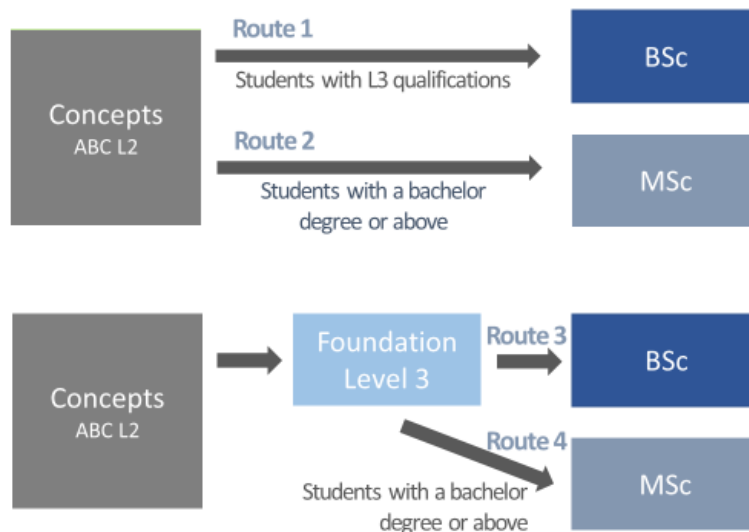 Route 1
BSc
Students with L3 qualifications
Concepts
ABC L2
Route 2
MSc
Students with a bachelor
degree or above
Foundation
Level 3
Route 3
BSc
Concepts
ABC L2
Route 4
MSc
Students with a bachelor
degree or above